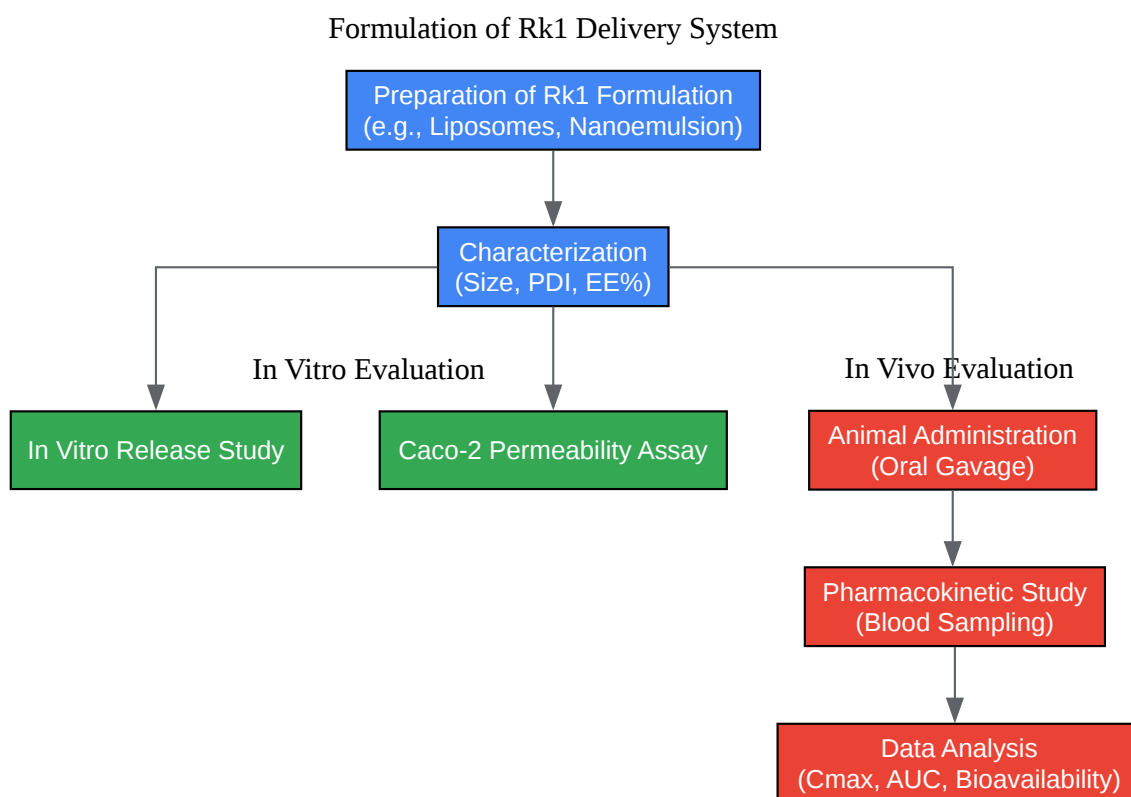 Formulation of Rk1 Delivery System
Preparation of Rk1 Formulation
(e.g., Liposomes, Nanoemulsion)
Characterization
(Size, PDI, EE%)
In Vitro Evaluation
In Vivo Evaluation
In Vitro Release Study
Caco-2 Permeability Assay
Animal Administration
(Oral Gavage)
Pharmacokinetic Study
(Blood Sampling)
Data Analysis
(Cmax, AUC, Bioavailability)